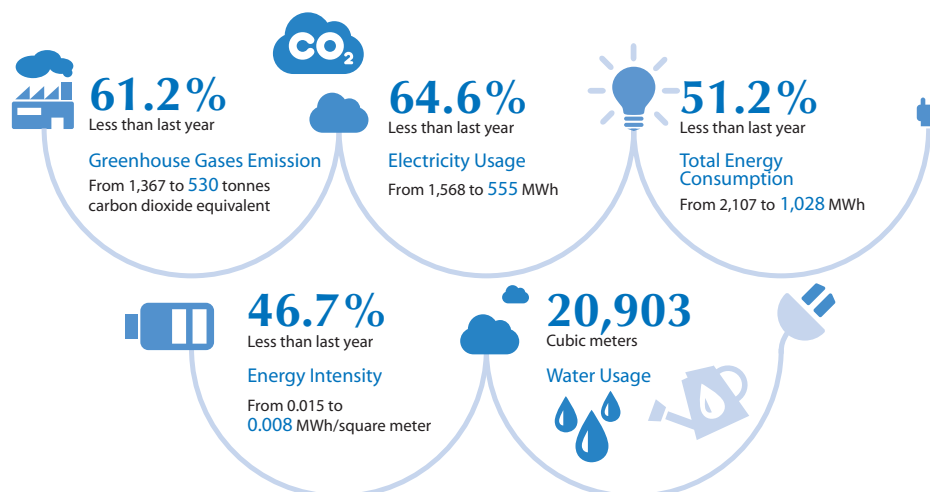 CO2
61.2%
Less than last year
Greenhouse Gases Emission
From 1,367 to 530 tonnes
carbon dioxide equivalent
64.6%
Less than last year
Electricity Usage
From 1,568 to 555 MWh
51.2%
Less than last year
Total Energy
Consumption
From 2,107 to 1,028 MWh
46.7%
Less than last year
Energy Intensity
From 0.015 to
0.008 MWh/square meter
20,903
Cubic meters
Water Usage